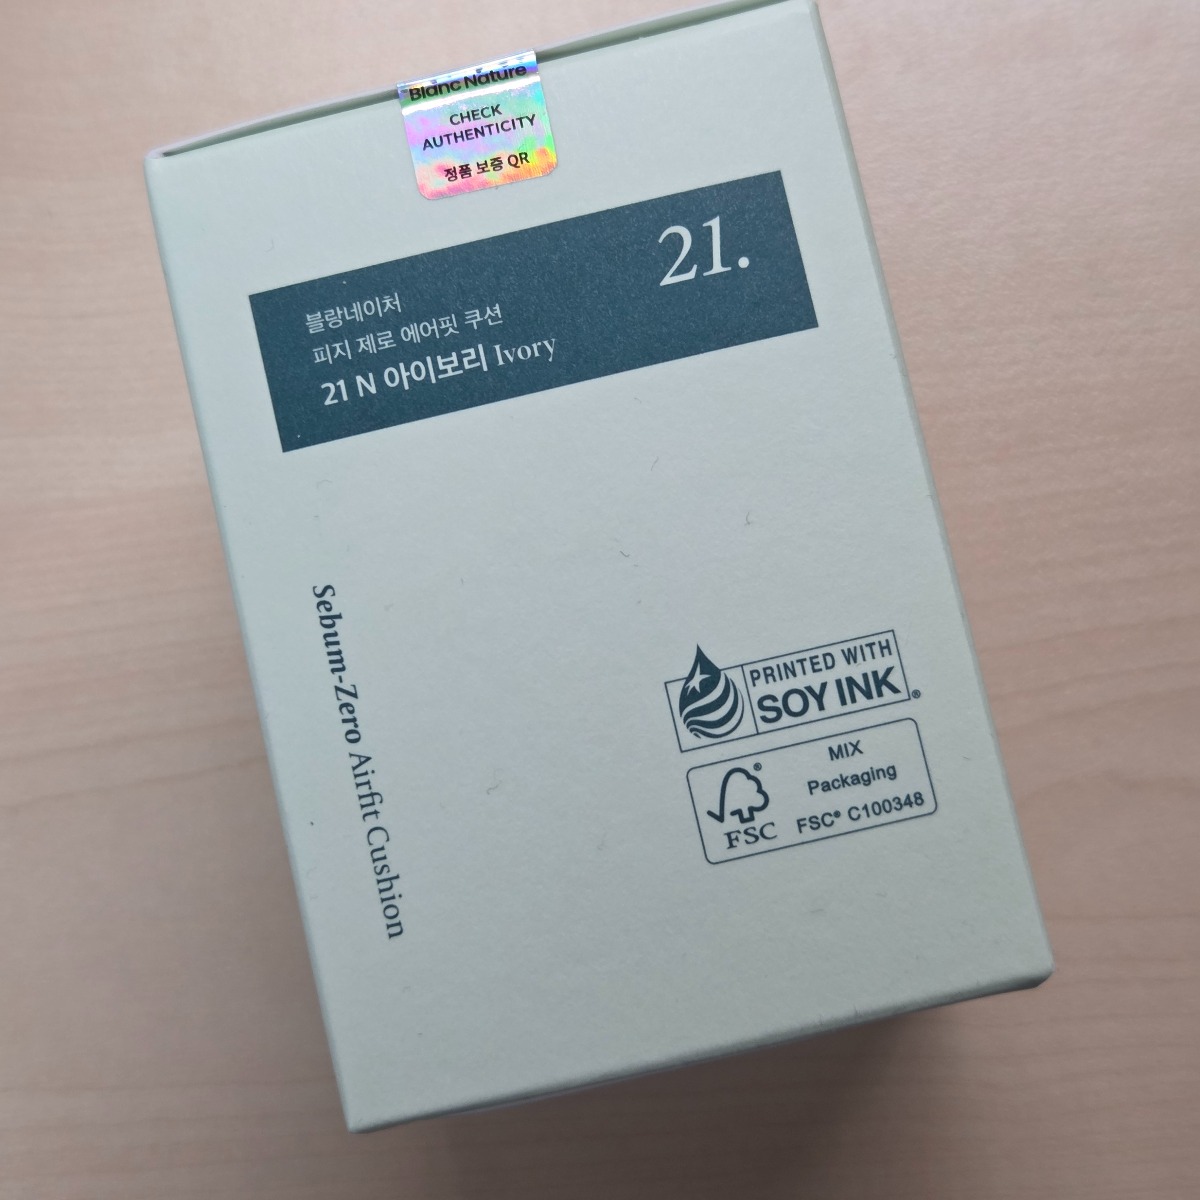 Blanc Nature
CHECK
AUTHENTICITY
정품 보증 QR
21.
블랑네이처
피지 제로 에어핏 쿠션
21 N 아이보리 Ivory
Sebum-Zero Airfit Cushion
PRINTED WITH
SOY INK®
®
FSC
MIX
Packaging
FSC® C100348